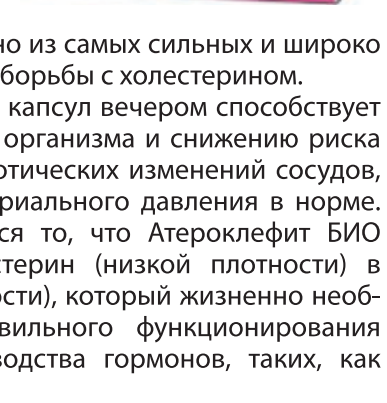 но из самых сильных и широко
борьбы с холестерином.
капсул вечером способствует
организма и снижению риска
отических изменений сосудов,
риального давления в норме.
ся то, что Атероклефит БИО
стерин (низкой плотности) в
ости), который жизненно необ-
вильного функционирования
водства гормонов, таких, как